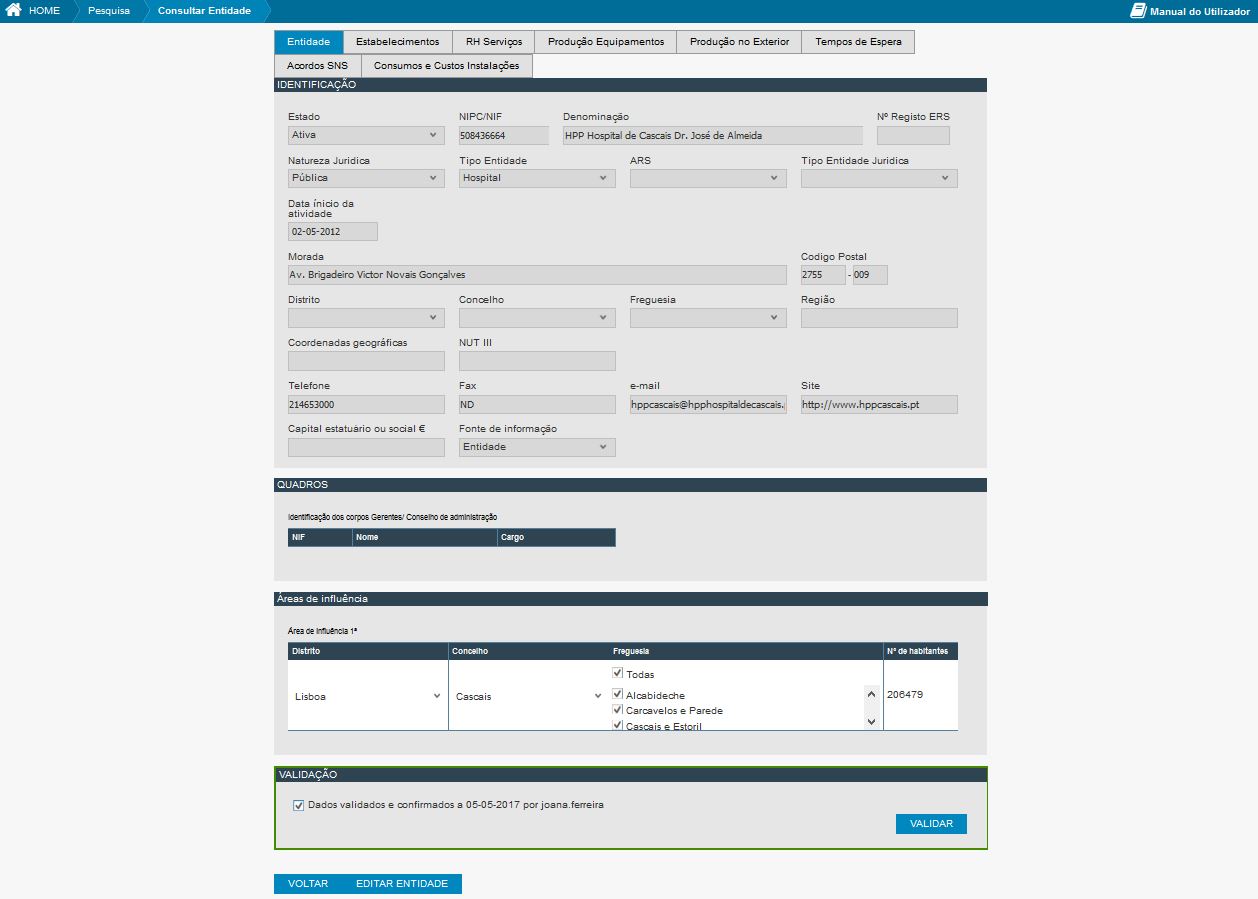 HOME Pesquisa Consultar Entidade Manual do Utilizador
Entidade Estabelecimentos RH Serviços Produção Equipamentos Produção no Exterior Tempos de Espera
Acordos SNS Consumos e Custos Instalações
IDENTIFICAÇÃO
Estado NIPC/NIF Denominação Nº Registo ERS
Ativa 508436664 HPP Hospital de Cascais Dr. José de Almeida
Natureza Juridica Tipo Entidade ARS Tipo Entidade Juridica
Pública Hospital
Data ínicio da
atividade
02-05-2012
Morada Codigo Postal
Av. Brigadeiro Victor Novais Gonçalves 2755 - 009
Distrito Concelho Freguesia Região
Coordenadas geográficas NUT III
Telefone Fax e-mail Site
214653000 ND hppcascais@hpphospitaldecascais. http://www.hppcascais.pt
Capital estatuário ou social € Fonte de informação
Entidade
QUADROS
Identificação dos corpos Gerentes/ Conselho de administração
NIF Nome Cargo
Áreas de influência
Área de influência 1ª
Distrito Concelho Freguesia Nº de habitantes
Todas
Lisboa Cascais Alcabideche 206479
Carcavelos e Parede
Cascais e Estoril
VALIDAÇÃO
Dados validados e confirmados a 05-05-2017 por joana.ferreira
VALIDAR
VOLTAR EDITAR ENTIDADE